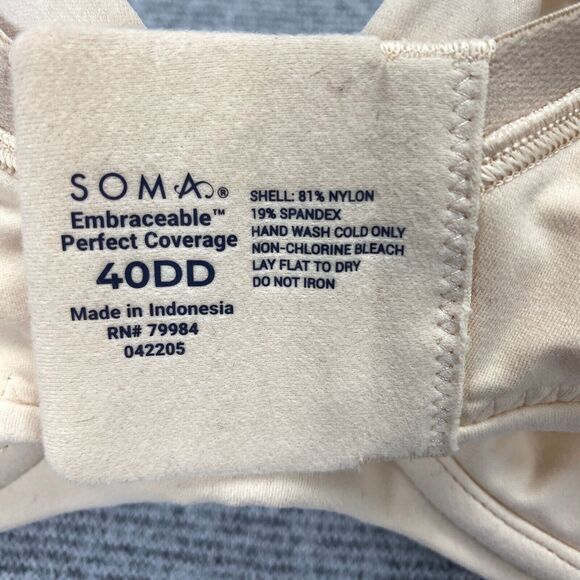 SOMA®
Embraceable™
Perfect Coverage
40DD
Made in Indonesia
RN# 79984
042205
SHELL: 81% NYLON
19% SPANDEX
HAND WASH COLD ONLY
NON-CHLORINE BLEACH
LAY FLAT TO DRY
DO NOT IRON